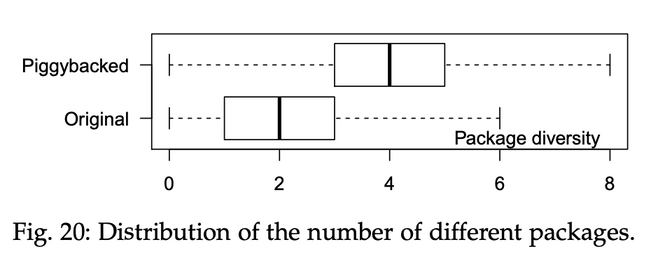 Piggybacked
Original
Package diversity
0 2 4 6 8
Fig. 20: Distribution of the number of different packages.